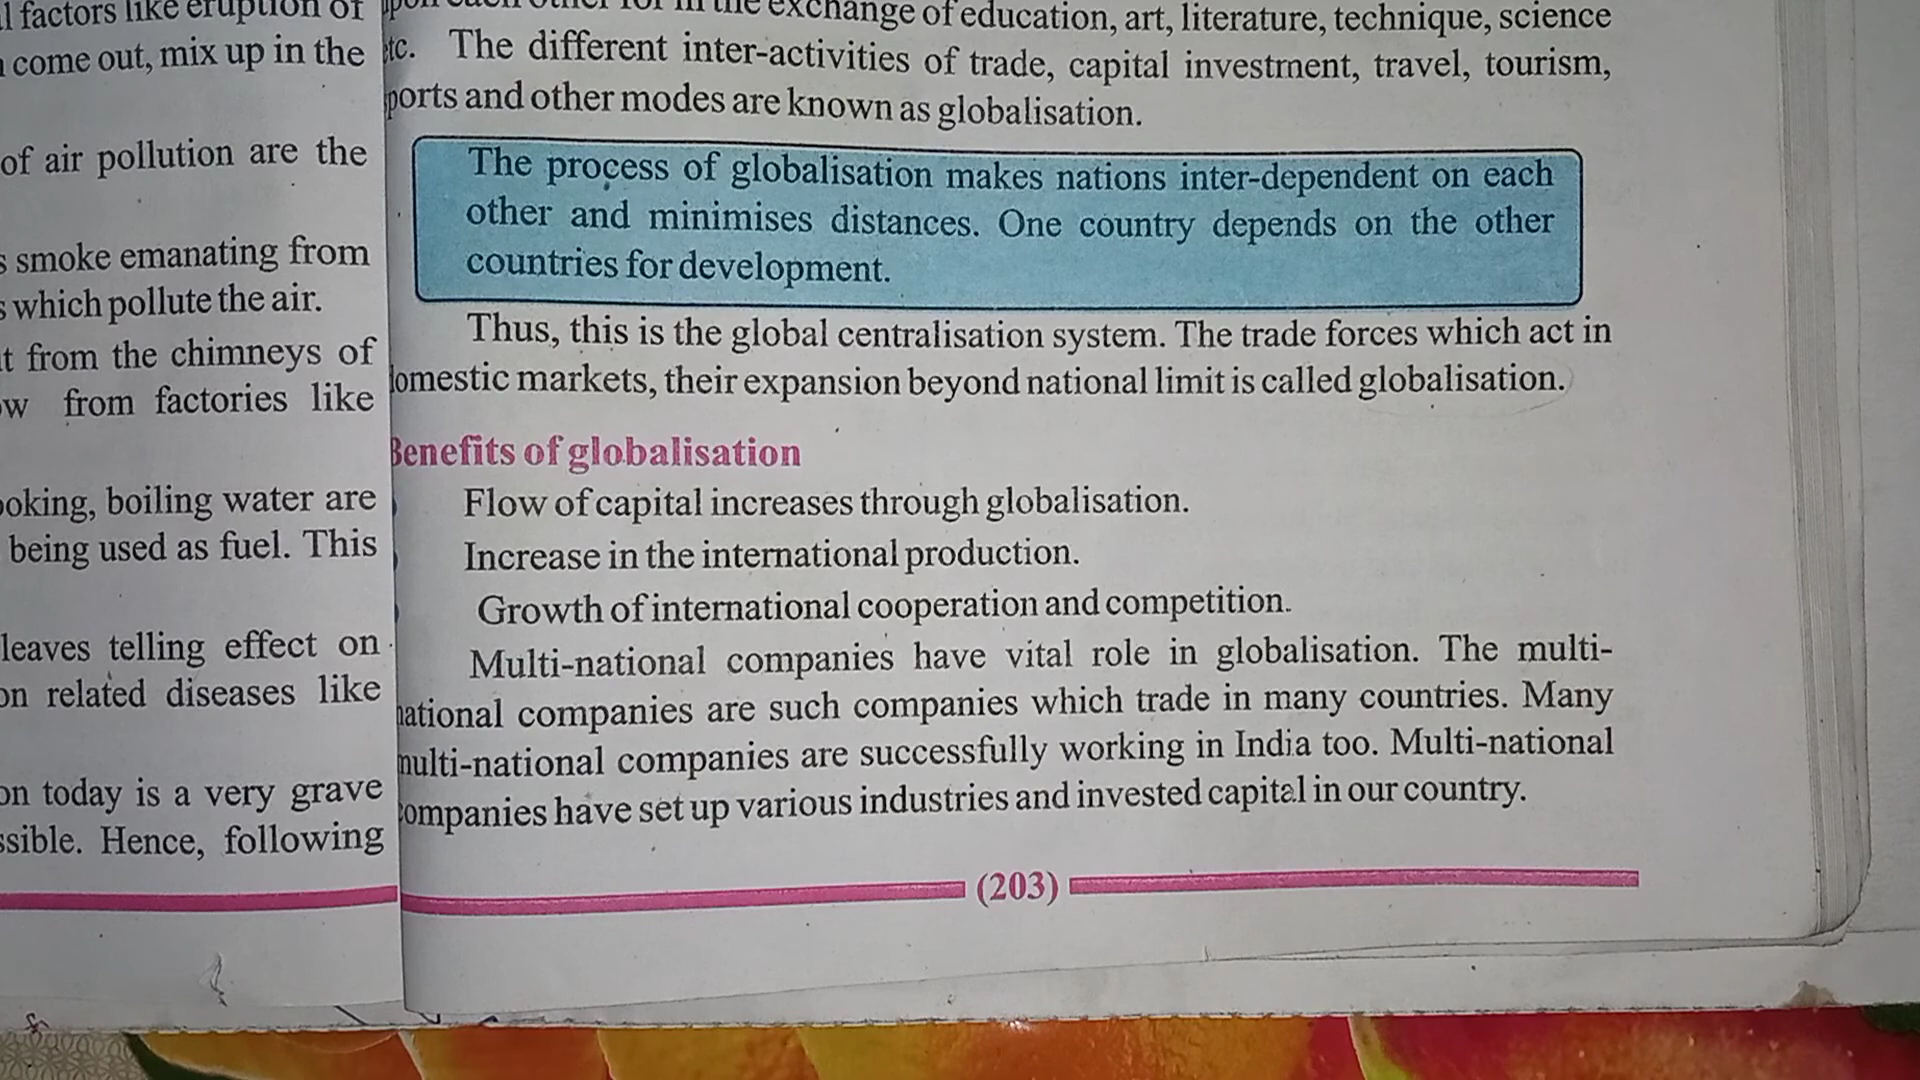 factors like eruption of
come out, mix up in the
of air pollution are the
smoke emanating from
which pollute the air.
from the chimneys of
from factories like
boiling water are
being used as fuel. This
leaves telling effect on
related diseases like
today is a very grave
Hence, following
each other for in the exchange of education, art, literature, technique, science
etc. The different inter-activities of trade, capital investment, travel, tourism,
ports and other modes are known as globalisation.
The process of globalisation makes nations inter-dependent on each
other and minimises distances. One country depends on the other
countries for development.
Thus, this is the global centralisation system. The trade forces which act in
domestic markets, their expansion beyond national limit is called globalisation.
Benefits of globalisation
Flow of capital increases through globalisation.
Increase in the international production.
Growth of international cooperation and competition.
Multi-national companies have vital role in globalisation. The multi-
national companies are such companies which trade in many countries. Many
multi-national companies are successfully working in India too. Multi-national
companies have set up various industries and invested capital in our country.
(203)